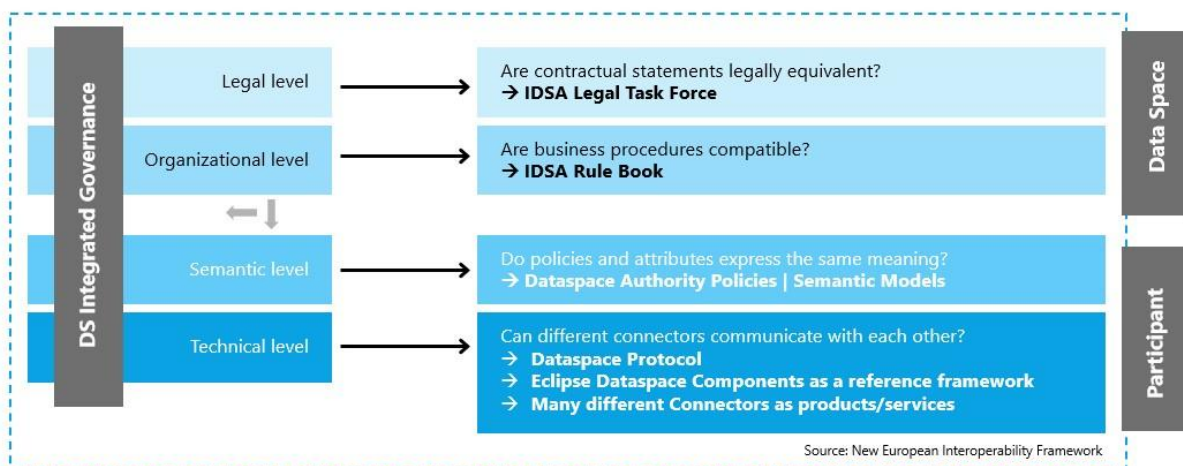 DS Integrated Governance
Legal level
Are contractual statements legally equivalent?
→ IDSA Legal Task Force
Organizational level
Are business procedures compatible?
→ IDSA Rule Book
Data Space
Semantic level
Do policies and attributes express the same meaning?
→ Dataspace Authority Policies | Semantic Models
Technical level
Can different connectors communicate with each other?
→ Dataspace Protocol
→ Eclipse Dataspace Components as a reference framework
→ Many different Connectors as products/services
Participant
Source: New European Interoperability Framework